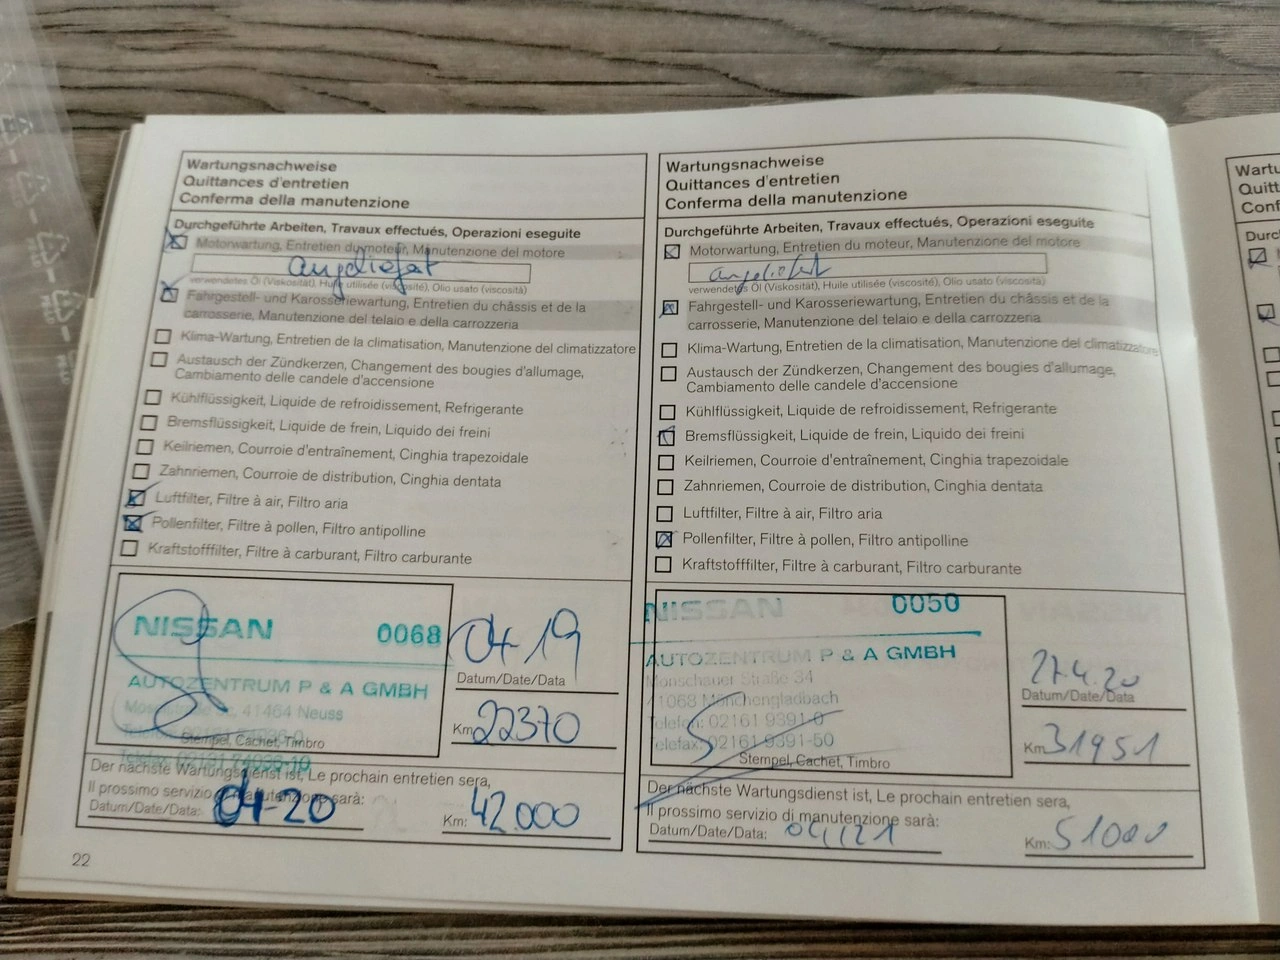 Wartungsnachweise
Quittances d'entretien
Conferma della manutenzione
Durchgeführte Arbeiten, Travaux effectués, Operazioni eseguite
Motorwartung, Entretien du moteur, Manutenzione del motore
angeliefert
verwendetes Öl (Viskosität), Huile utilisée (viscosité), Olio usato (viscosità)
Fahrgestell- und Karosseriewartung, Entretien du châssis et de la
carrosserie, Manutenzione del telaio e della carrozzeria
Klima-Wartung, Entretien de la climatisation, Manutenzione del climatizzatore
Austausch der Zündkerzen, Changement des bougies d'allumage,
Cambiamento delle candele d'accensione
Kühlflüssigkeit, Liquide de refroidissement, Refrigerante
Bremsflüssigkeit, Liquide de frein, Liquido dei freini
Keilriemen, Courroie d'entraînement, Cinghia trapezoidale
Zahnriemen, Courroie de distribution, Cinghia dentata
Luftfilter, Filtre à air, Filtro aria
Pollenfilter, Filtre à pollen, Filtro antipolline
Kraftstofffilter, Filtre à carburant, Filtro carburante
NISSAN 0068
AUTOZENTRUM P & A GMBH
41464 Neuss
Stempel, Cachet, Timbro
04-19
Datum/Date/Data
Km 22370
Der nächste Wartungsdienst ist, Le prochain entretien sera,
Il prossimo servizio di manutenzione sarà:
Datum/Date/Data: 04-20
Km: 42.000
22
Wartungsnachweise
Quittances d'entretien
Conferma della manutenzione
Durchgeführte Arbeiten, Travaux effectués, Operazioni eseguite
Motorwartung, Entretien du moteur, Manutenzione del motore
angeliefert
verwendetes Öl (Viskosität), Huile utilisée (viscosité), Olio usato (viscosità)
Fahrgestell- und Karosseriewartung, Entretien du châssis et de la
carrosserie, Manutenzione del telaio e della carrozzeria
Klima-Wartung, Entretien de la climatisation, Manutenzione del climatizzatore
Austausch der Zündkerzen, Changement des bougies d'allumage,
Cambiamento delle candele d'accensione
Kühlflüssigkeit, Liquide de refroidissement, Refrigerante
Bremsflüssigkeit, Liquide de frein, Liquido dei freini
Keilriemen, Courroie d'entraînement, Cinghia trapezoidale
Zahnriemen, Courroie de distribution, Cinghia dentata
Luftfilter, Filtre à air, Filtro aria
Pollenfilter, Filtre à pollen, Filtro antipolline
Kraftstofffilter, Filtre à carburant, Filtro carburante
NISSAN 0050
AUTOZENTRUM P & A GMBH
Monschauer Straße 34
41068 Mönchengladbach
Telefon: 02161 9391-0
Telefax: 02161 9391-50
Stempel, Cachet, Timbro
27.4.20
Datum/Date/Data
Km 31951
Der nächste Wartungsdienst ist, Le prochain entretien sera,
Il prossimo servizio di manutenzione sarà:
Datum/Date/Data: 04/21
Km: 51000